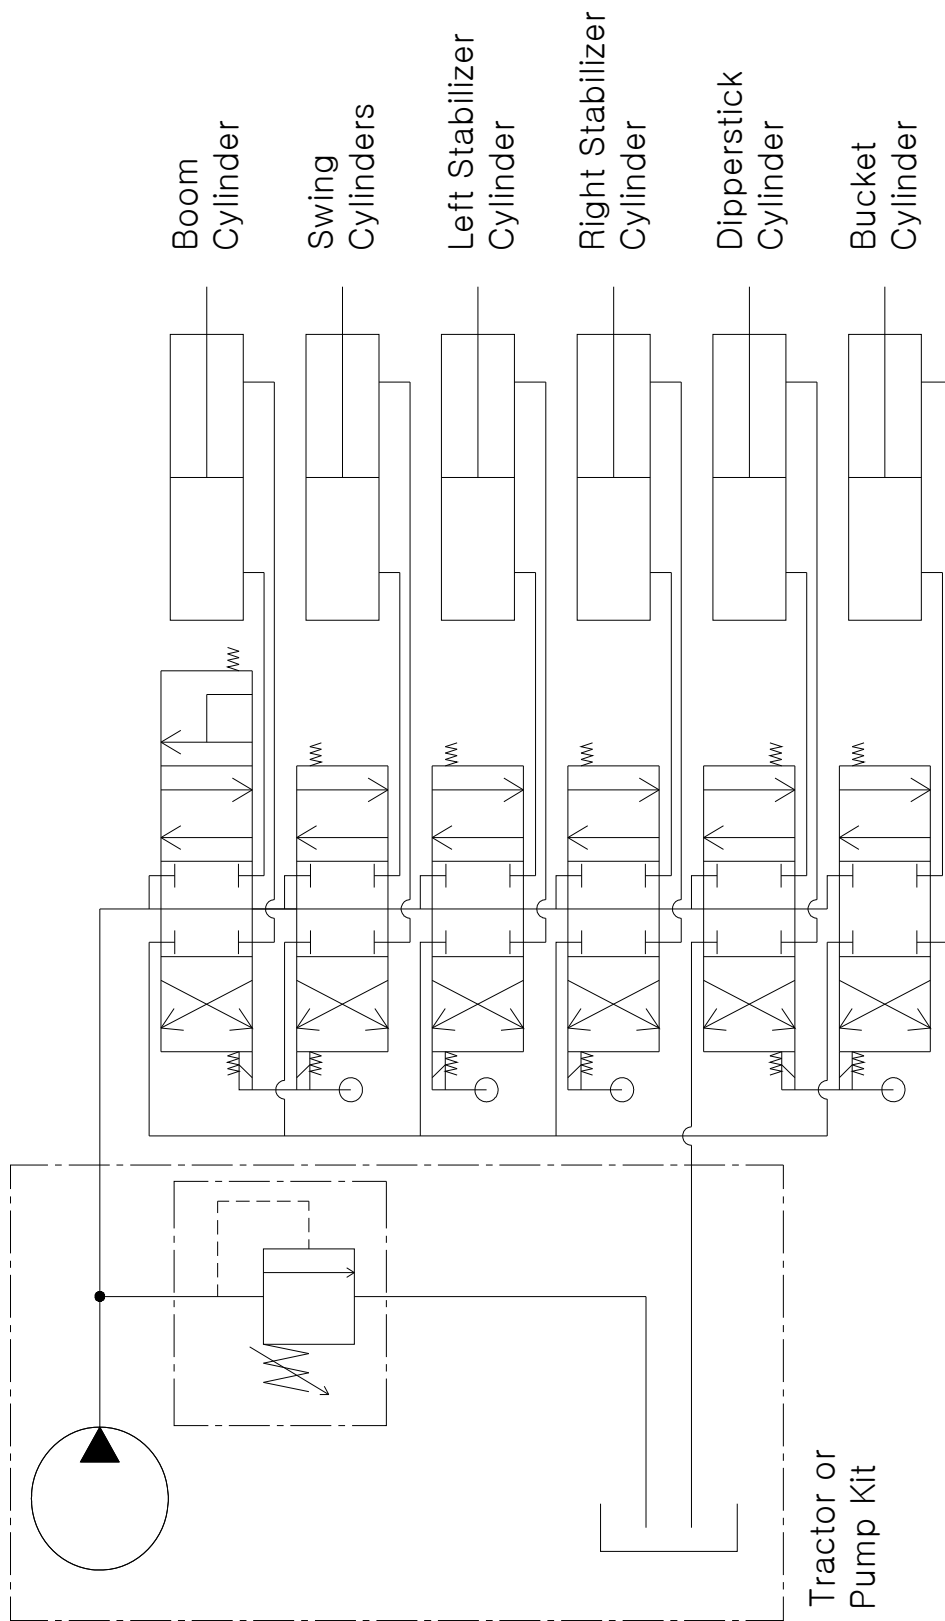 Boom
Cylinder
Swing
Cylinders
Left Stabilizer
Cylinder
Right Stabilizer
Cylinder
Dipperstick
Cylinder
Bucket
Cylinder
Tractor or
Pump Kit